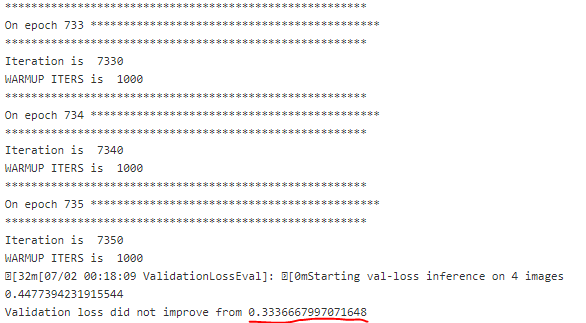 *******************************************************
On epoch 733 ********************************************
*******************************************************
Iteration is  7330
WARMUP ITERS is  1000
*******************************************************
On epoch 734 ********************************************
*******************************************************
Iteration is  7340
WARMUP ITERS is  1000
*******************************************************
On epoch 735 ********************************************
*******************************************************
Iteration is  7350
WARMUP ITERS is  1000
[32m[07/02 00:18:09 ValidationLossEval]: [0mStarting val-loss inference on 4 images
0.4477394231915544
Validation loss did not improve from 0.3336667997071648